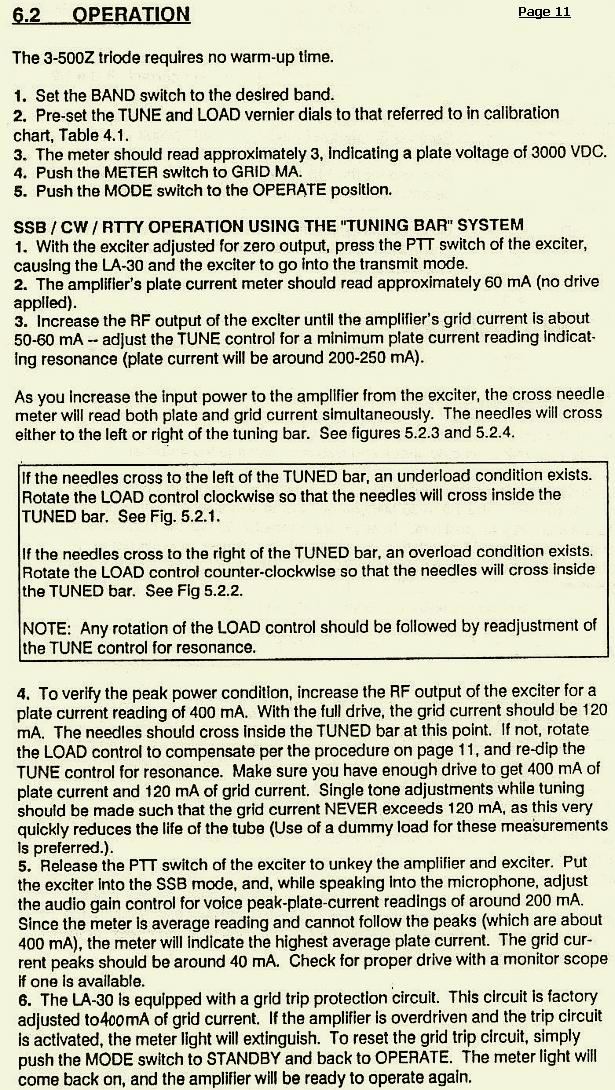 6.2 OPERATION
Page 11
The 3-500Z triode requires no warm-up time.
1. Set the BAND switch to the desired band.
2. Pre-set the TUNE and LOAD vernier dials to that referred to in calibration
chart, Table 4.1.
3. The meter should read approximately 3, indicating a plate voltage of 3000 VDC.
4. Push the METER switch to GRID MA.
5. Push the MODE switch to the OPERATE position.
SSB / CW / RTTY OPERATION USING THE "TUNING BAR" SYSTEM
1. With the exciter adjusted for zero output, press the PTT switch of the exciter,
causing the LA-30 and the exciter to go into the transmit mode.
2. The amplifier's plate current meter should read approximately 60 mA (no drive
applied).
3. Increase the RF output of the exciter until the amplifier's grid current is about
50-60 mA -- adjust the TUNE control for a minimum plate current reading indicat-
ing resonance (plate current will be around 200-250 mA).
As you increase the input power to the amplifier from the exciter, the cross needle
meter will read both plate and grid current simultaneously. The needles will cross
either to the left or right of the tuning bar. See figures 5.2.3 and 5.2.4.
If the needles cross to the left of the TUNED bar, an underload condition exists.
Rotate the LOAD control clockwise so that the needles will cross inside the
TUNED bar. See Fig. 5.2.1.
If the needles cross to the right of the TUNED bar, an overload condition exists.
Rotate the LOAD control counter-clockwise so that the needles will cross inside
the TUNED bar. See Fig 5.2.2.
NOTE: Any rotation of the LOAD control should be followed by readjustment of
the TUNE control for resonance.
4. To verify the peak power condition, increase the RF output of the exciter for a
plate current reading of 400 mA. With the full drive, the grid current should be 120
mA. The needles should cross inside the TUNED bar at this point. If not, rotate
the LOAD control to compensate per the procedure on page 11, and re-dip the
TUNE control for resonance. Make sure you have enough drive to get 400 mA of
plate current and 120 mA of grid current. Single tone adjustments while tuning
should be made such that the grid current NEVER exceeds 120 mA, as this very
quickly reduces the life of the tube (Use of a dummy load for these measurements
is preferred.).
5. Release the PTT switch of the exciter to unkey the amplifier and exciter. Put
the exciter into the SSB mode, and, while speaking into the microphone, adjust
the audio gain control for voice peak-plate-current readings of around 200 mA.
Since the meter is average reading and cannot follow the peaks (which are about
400 mA), the meter will indicate the highest average plate current. The grid cur-
rent peaks should be around 40 mA. Check for proper drive with a monitor scope
if one is available.
6. The LA-30 is equipped with a grid trip protection circuit. This circuit is factory
adjusted to 400 mA of grid current. If the amplifier is overdriven and the trip circuit
is activated, the meter light will extinguish. To reset the grid trip circuit, simply
push the MODE switch to STANDBY and back to OPERATE. The meter light will
come back on, and the amplifier will be ready to operate again.